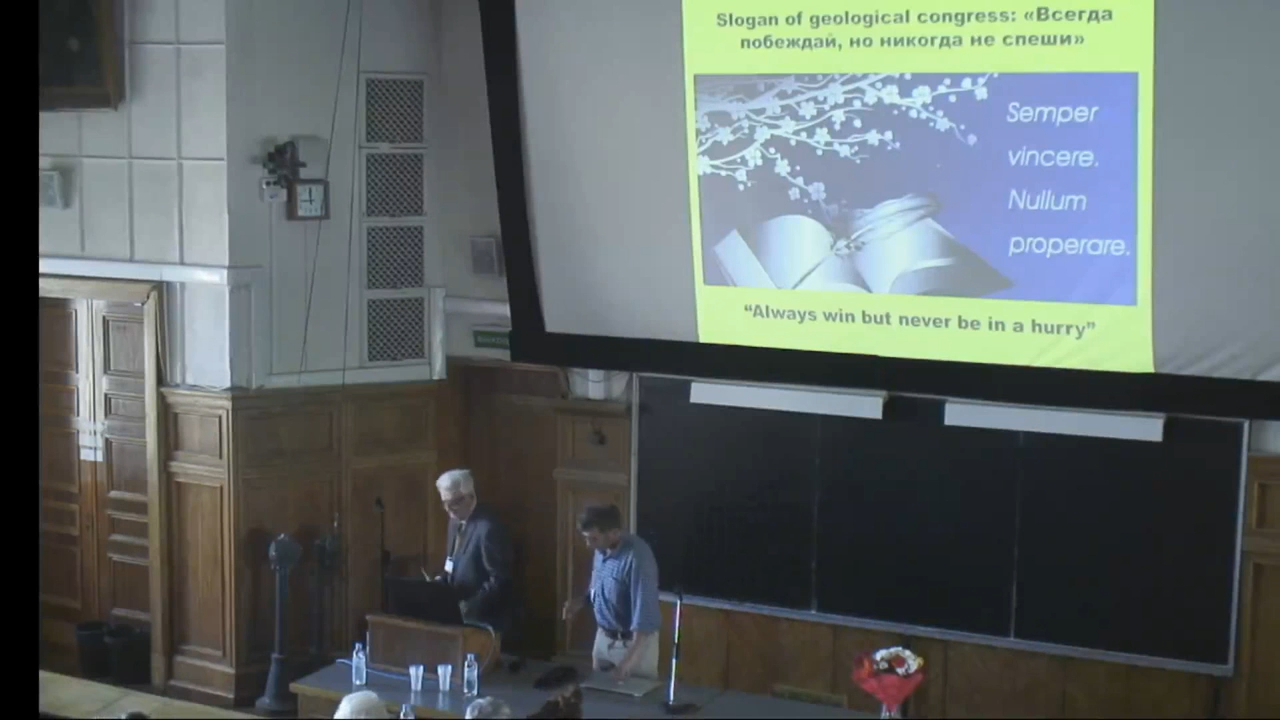 Slogan of geological congress: «Всегда
побеждай, но никогда не спеши»
Semper
vincere.
Nullum
properare.
“Always win but never be in a hurry”